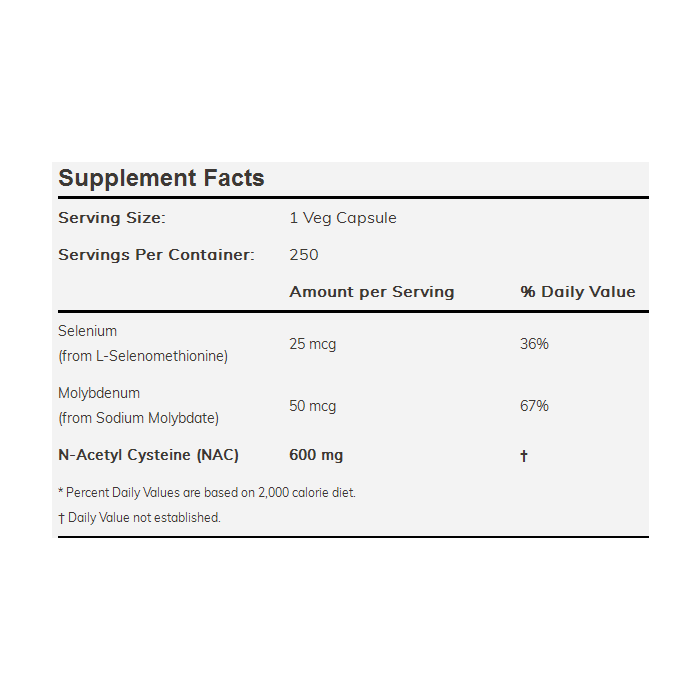 Supplement Facts
Serving Size: 1 Veg Capsule
Servings Per Container: 250
Amount per Serving % Daily Value
Selenium
(from L-Selenomethionine) 25 mcg 36%
Molybdenum
(from Sodium Molybdate) 50 mcg 67%
N-Acetyl Cysteine (NAC) 600 mg †
* Percent Daily Values are based on 2,000 calorie diet.
† Daily Value not established.